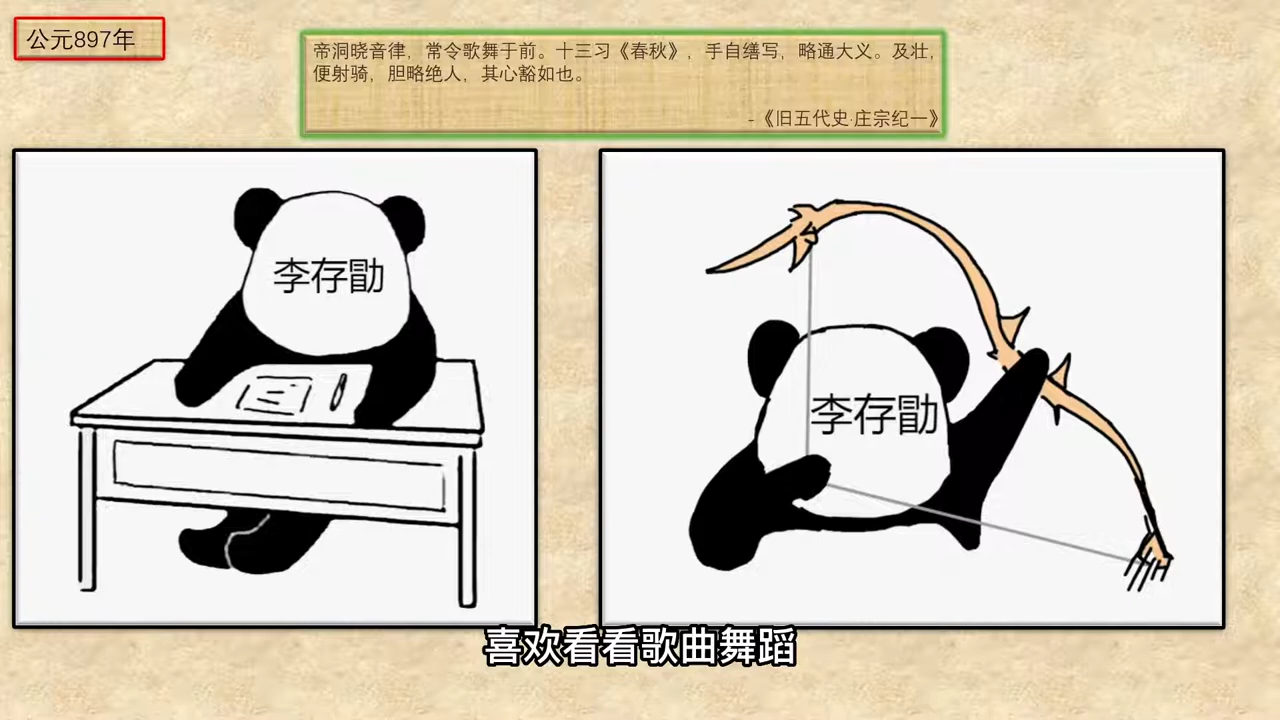 公元897年
帝洞晓音律，常令歌舞于前。十三习《春秋》，手自缮写，略通大义。及壮，
便射骑，胆略绝人，其心豁如也。
-《旧五代史·庄宗纪一》
李存勖
李存勖
喜欢看看歌曲舞蹈